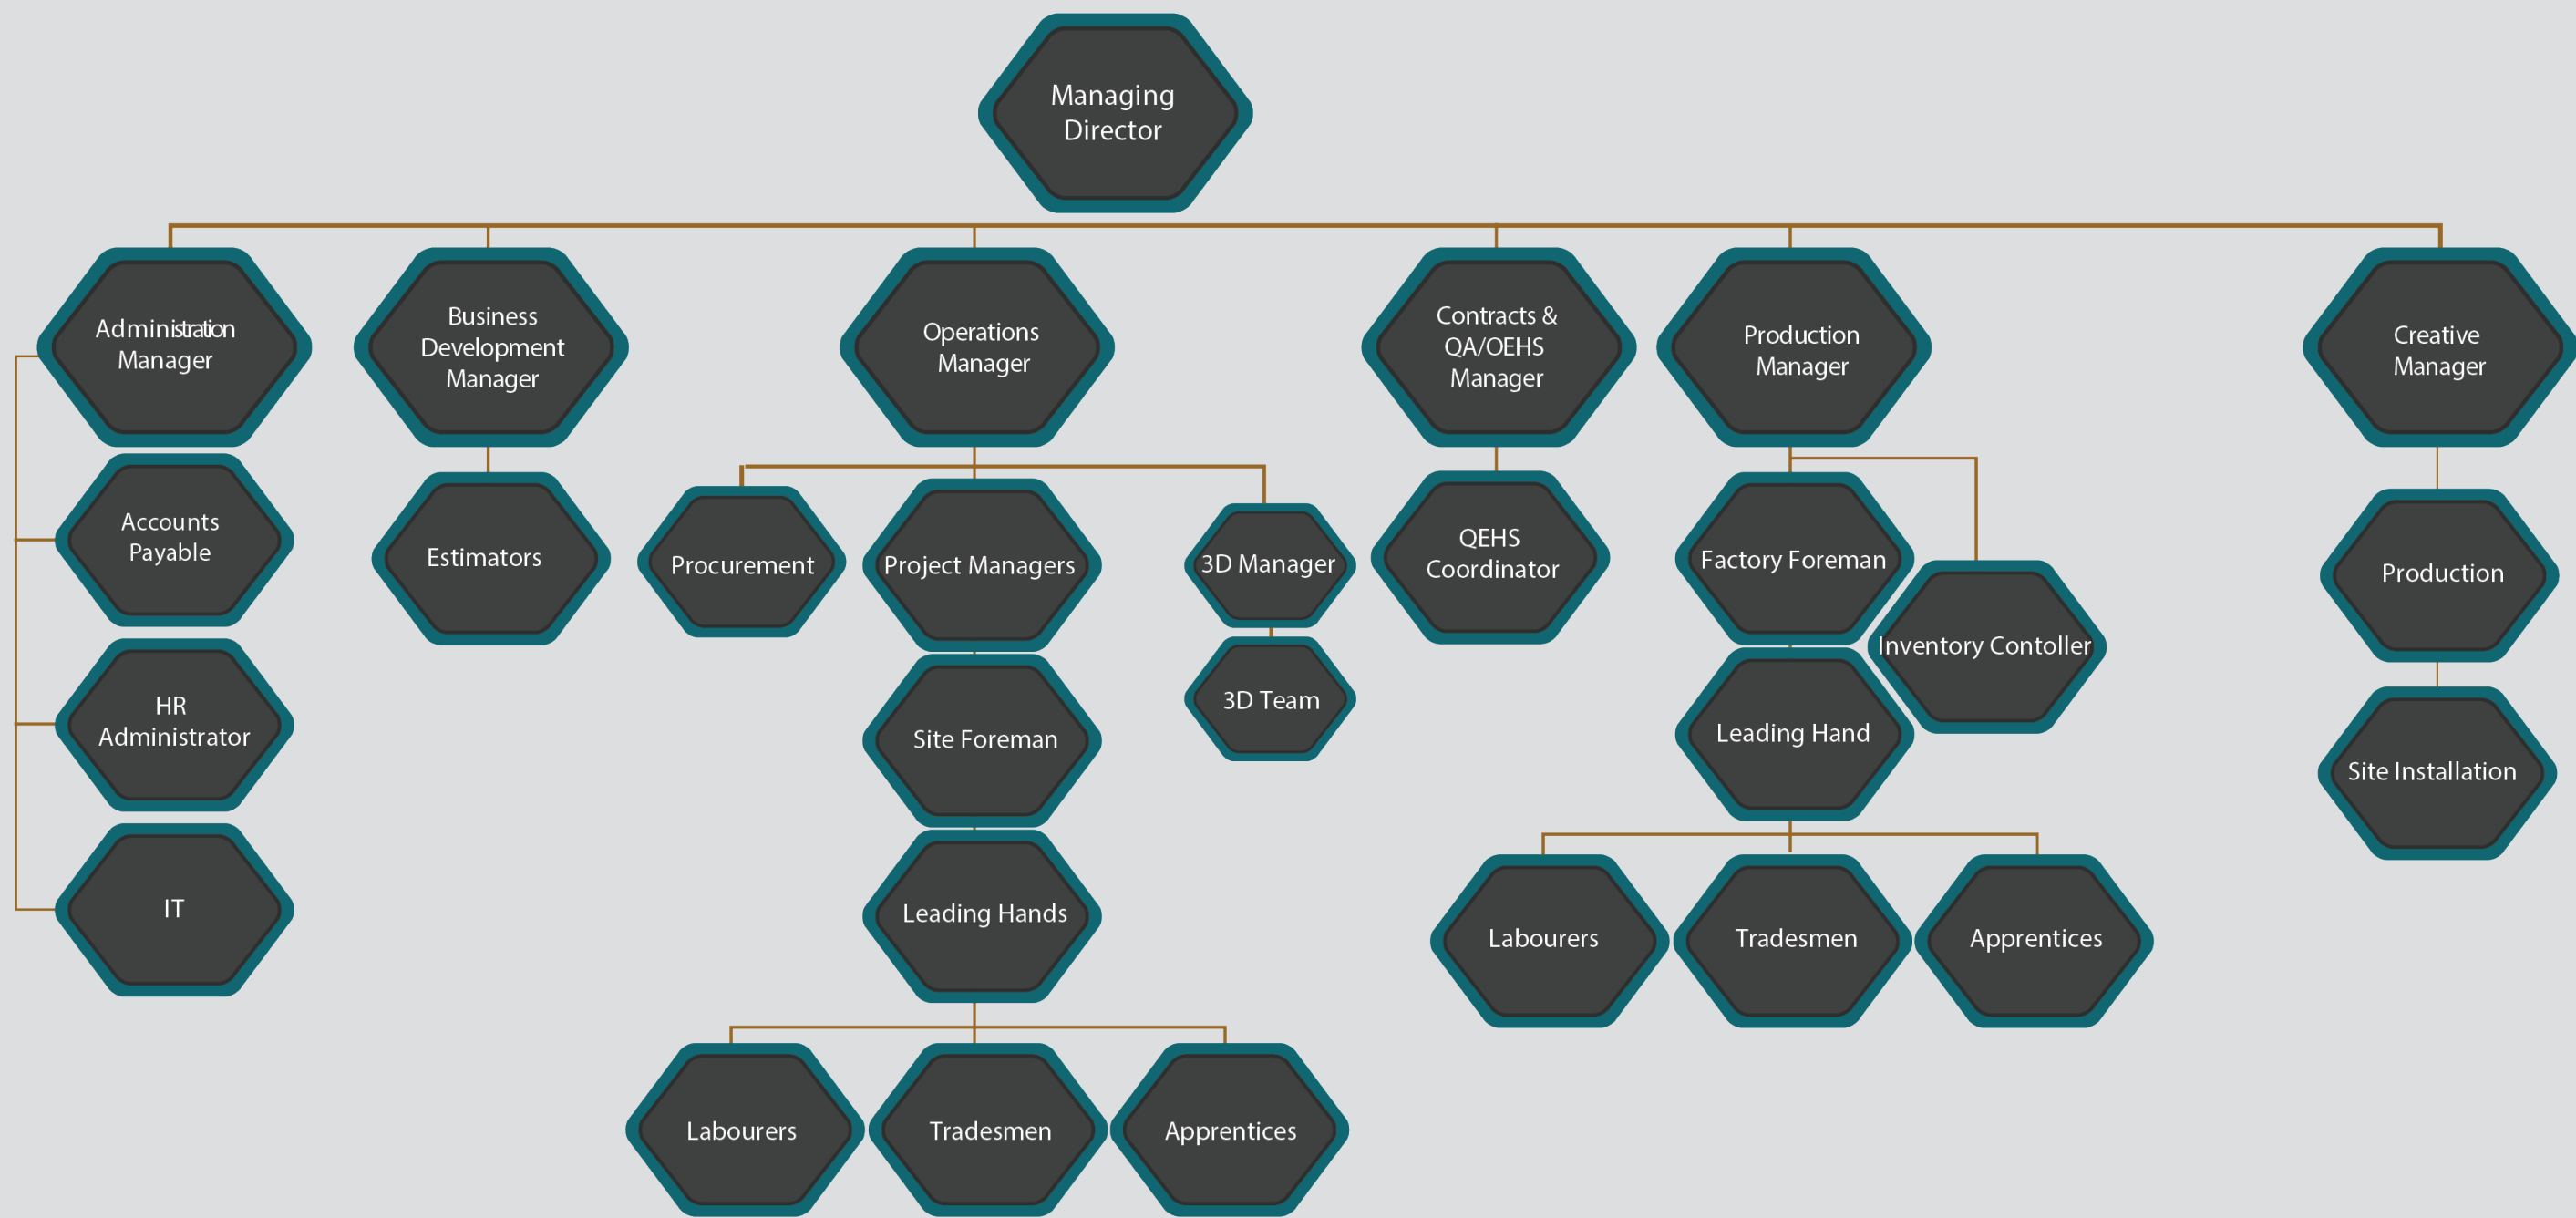 Managing
Director
Administration
Manager
Business
Development
Manager
Operations
Manager
Contracts &
QA/OEHS
Manager
Production
Manager
Creative
Manager
Accounts
Payable
HR
Administrator
IT
Estimators
Procurement
Project Managers
3D Manager
3D Team
Site Foreman
Leading Hands
Labourers
Tradesmen
Apprentices
QEHS
Coordinator
Factory Foreman
Inventory Contoller
Leading Hand
Labourers
Tradesmen
Apprentices
Production
Site Installation